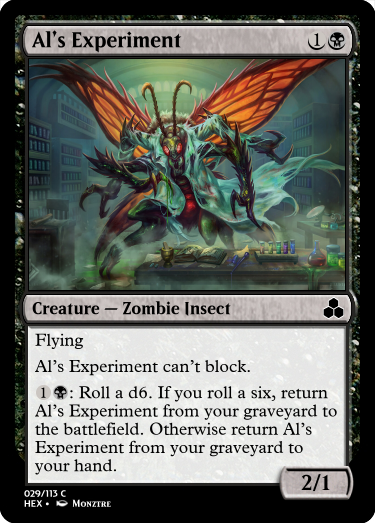 Al's Experiment 1
Creature — Zombie Insect
Flying
Al's Experiment can't block.
1 : Roll a d6. If you roll a six, return
Al's Experiment from your graveyard to
the battlefield. Otherwise return Al's
Experiment from your graveyard to
your hand.
2/1
029/113 C
HEX • Monztre